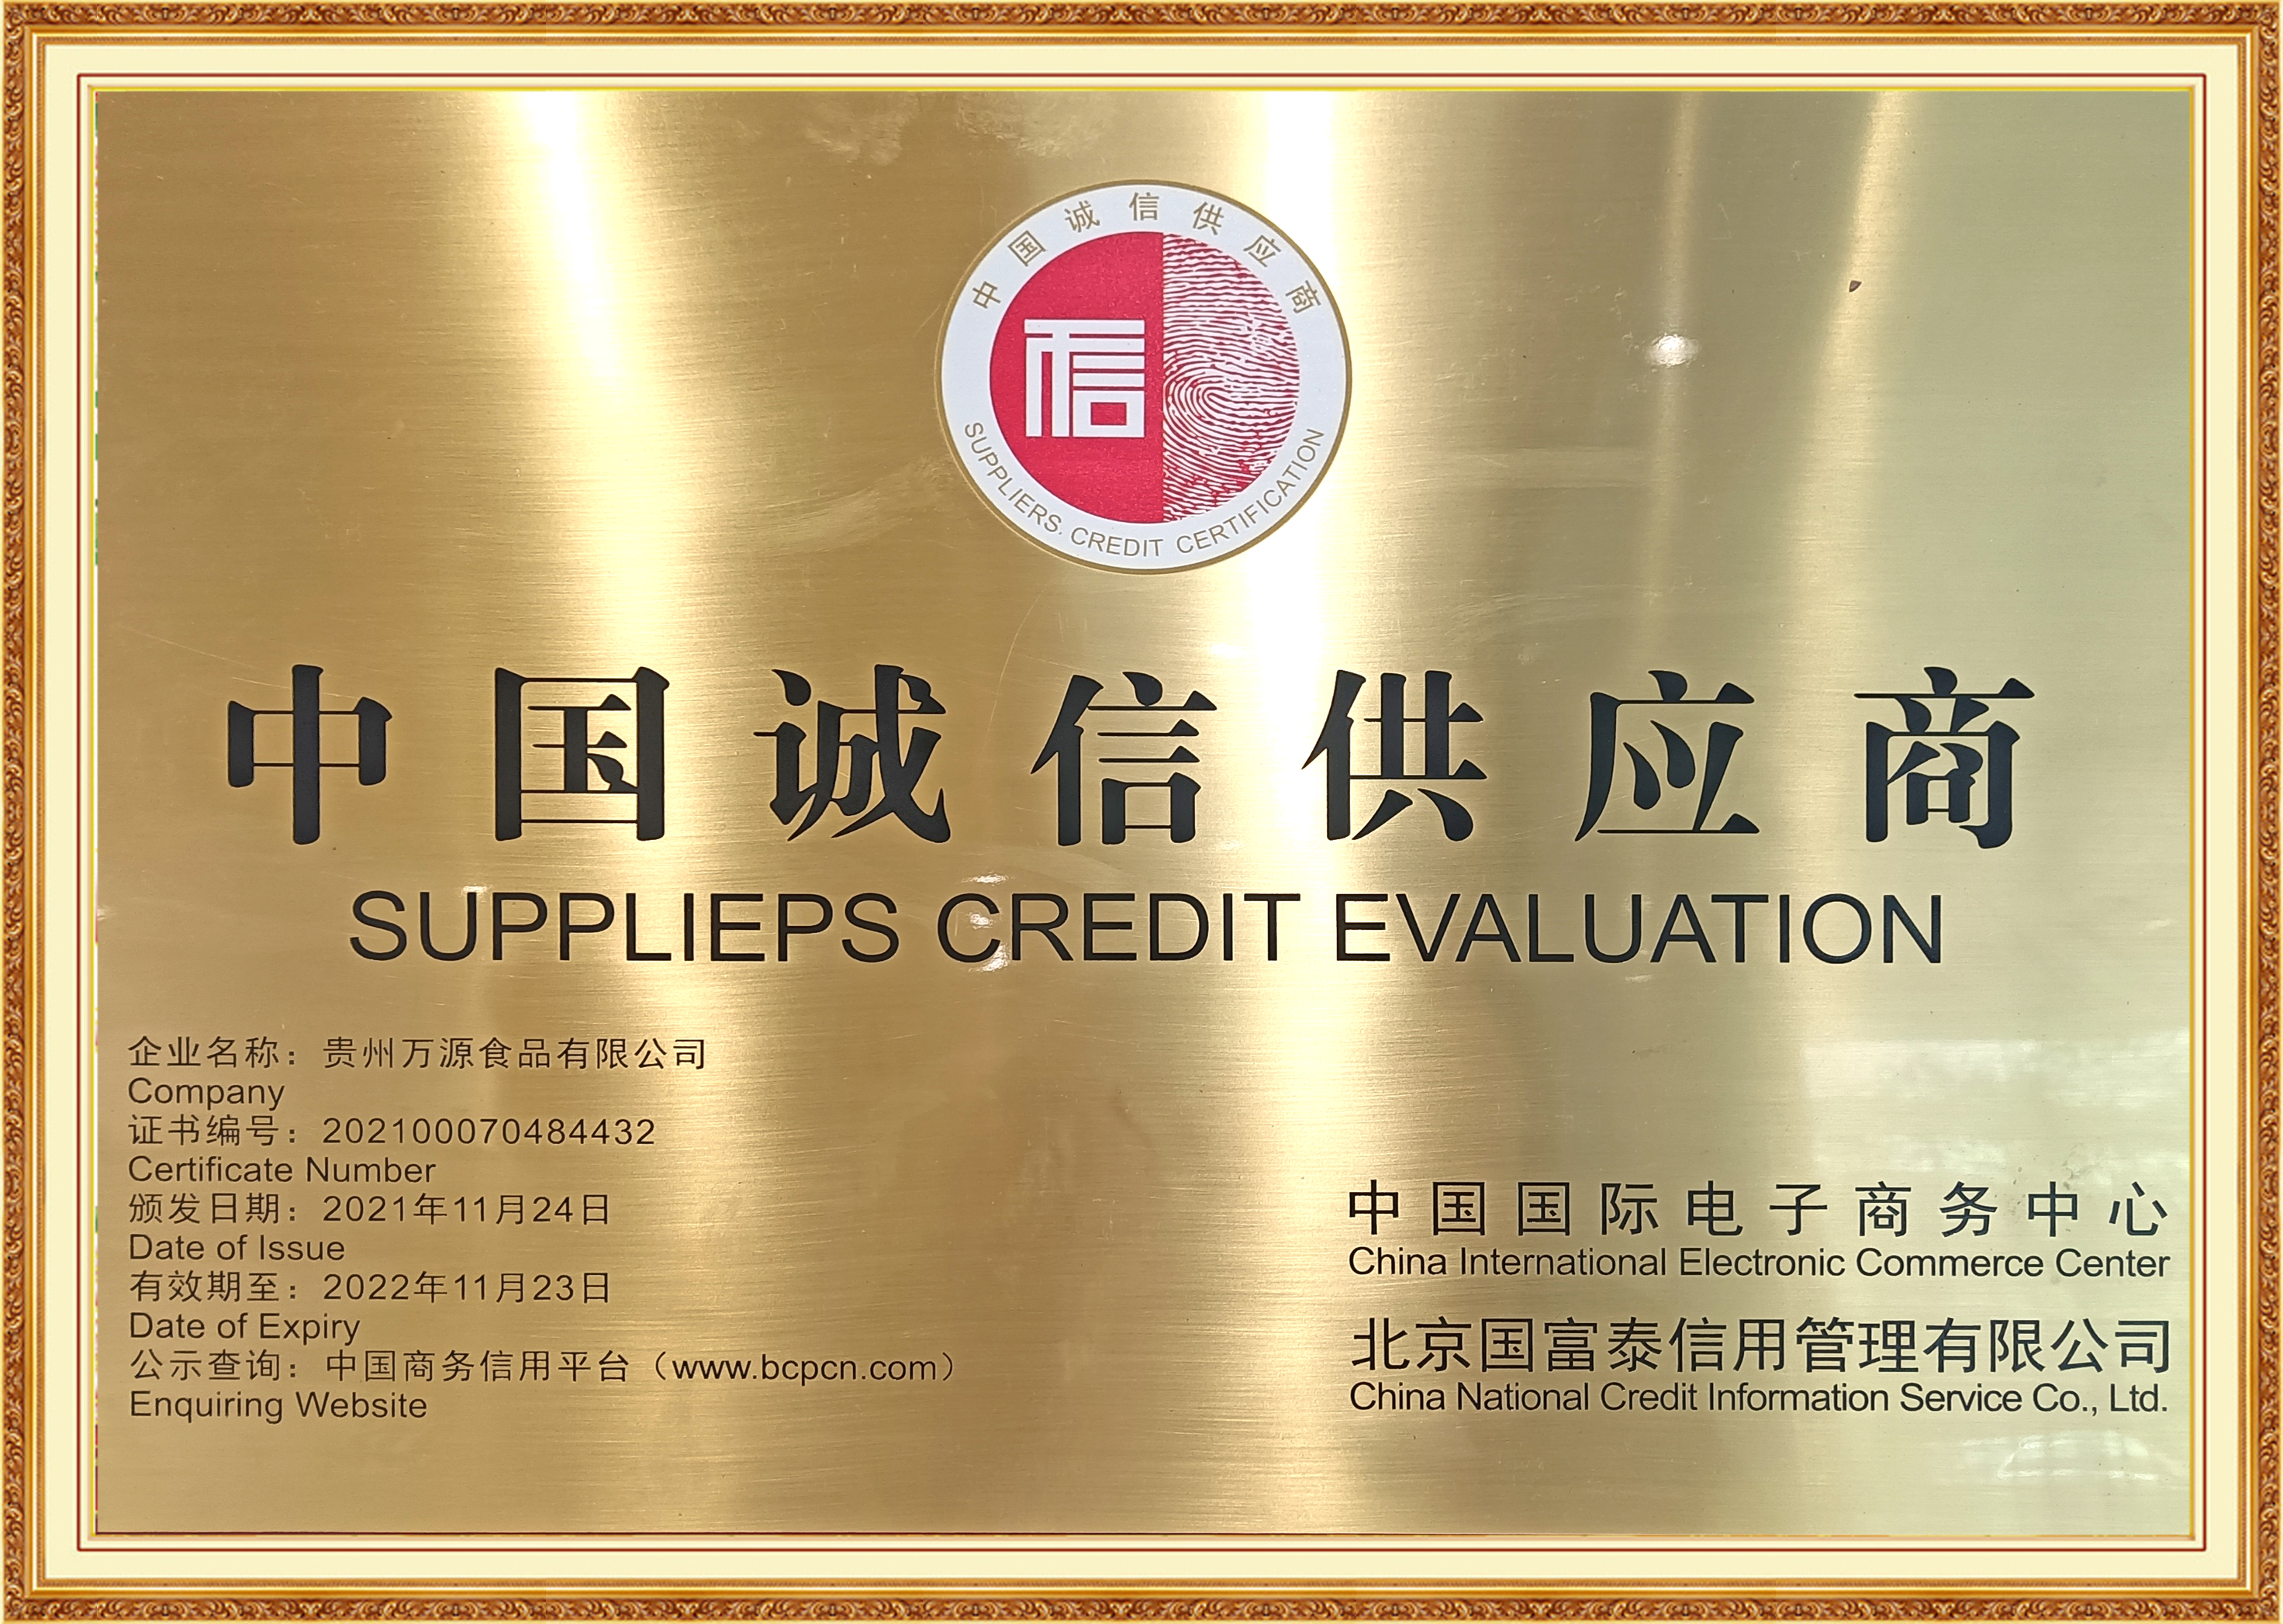 中国诚信供应商
信
SUPPLIERS. CREDIT CERTIFICATION
中国诚信供应商
SUPPLIEPS CREDIT EVALUATION
企业名称：贵州万源食品有限公司
Company
证书编号：202100070484432
Certificate Number
颁发日期：2021年11月24日
Date of Issue
有效期至：2022年11月23日
Date of Expiry
公示查询：中国商务信用平台（www.bcpcn.com）
Enquiring Website
中国国际电子商务中心
China International Electronic Commerce Center
北京国富泰信用管理有限公司
China National Credit Information Service Co., Ltd.